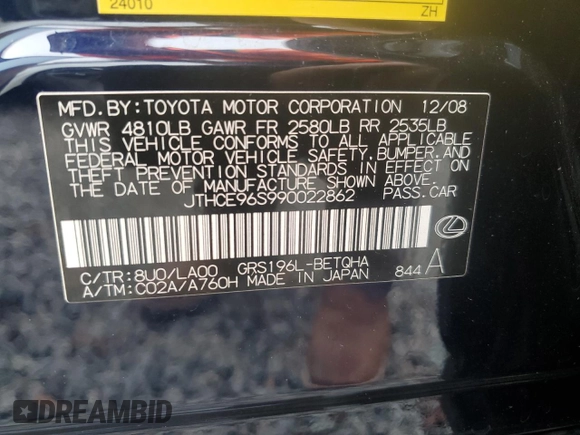 24010
ZH
MFD. BY: TOYOTA MOTOR CORPORATION 12/08
GVWR 4810LB GAWR FR 2580LB RR 2535LB
THIS VEHICLE CONFORMS TO ALL APPLICABLE
FEDERAL MOTOR VEHICLE SAFETY, BUMPER, AND
THEFT PREVENTION STANDARDS IN EFFECT ON
THE DATE OF MANUFACTURE SHOWN ABOVE.
JTHCE96S990022862 PASS. CAR
C/TR: 8U0/LA00 GRS196L-BETQHA
A/TM: C02A/A760H MADE IN JAPAN 844 A
DREAMBID